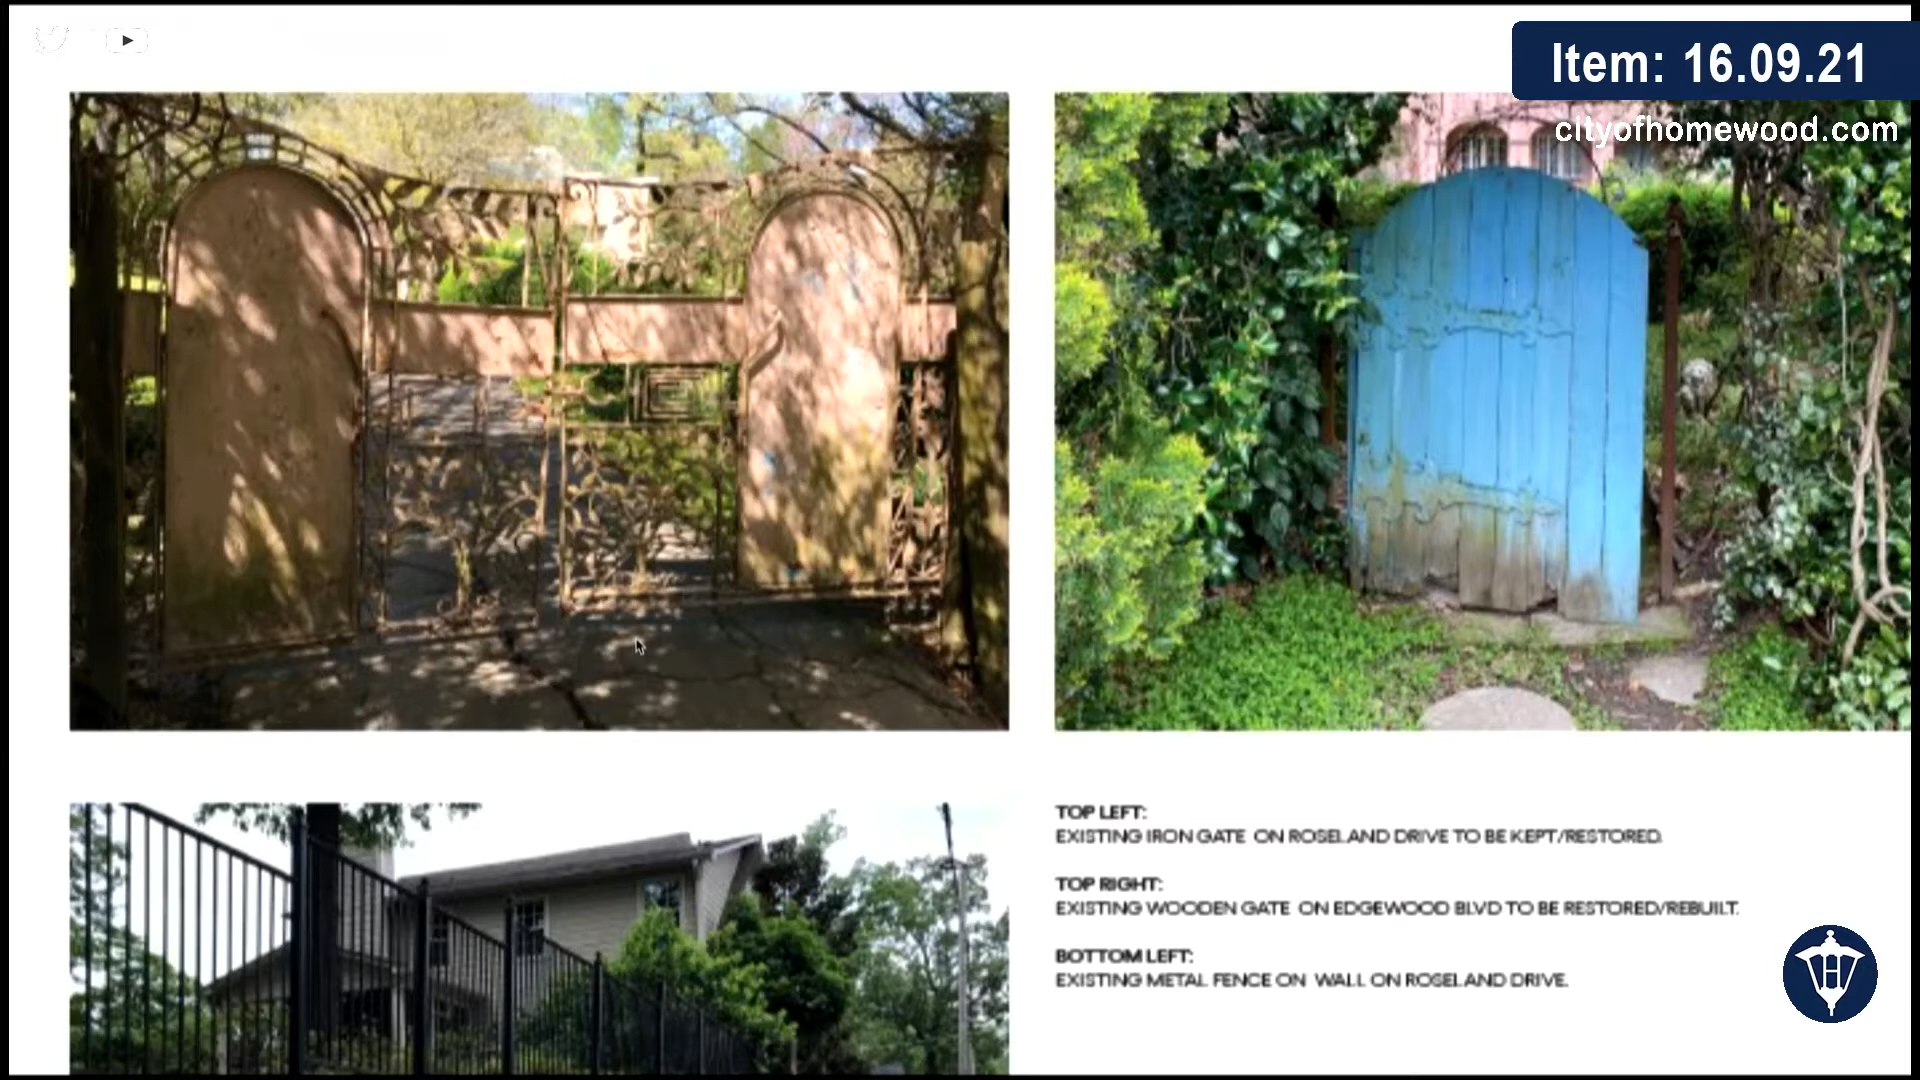 Item: 16.09.21
cityofhomewood.com
TOP LEFT:
EXISTING IRON GATE ON ROSELAND DRIVE TO BE KEPT/RESTORED.
TOP RIGHT:
EXISTING WOODEN GATE ON EDGEWOOD BLVD TO BE RESTORED/REBUILT.
BOTTOM LEFT:
EXISTING METAL FENCE ON WALL ON ROSELAND DRIVE.
H